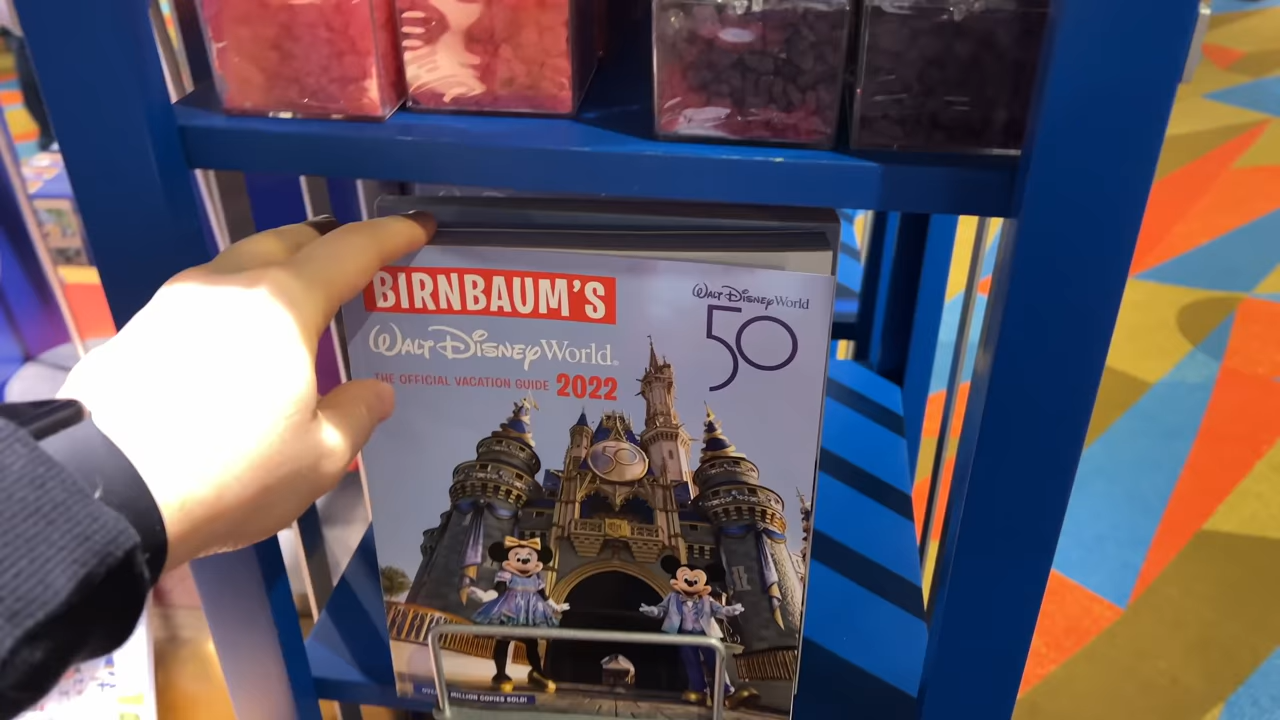 BIRNBAUM'S
WALT DISNEY World
WALT DISNEY World.
50
THE OFFICIAL VACATION GUIDE 2022
50
MILLION COPIES SOLD!